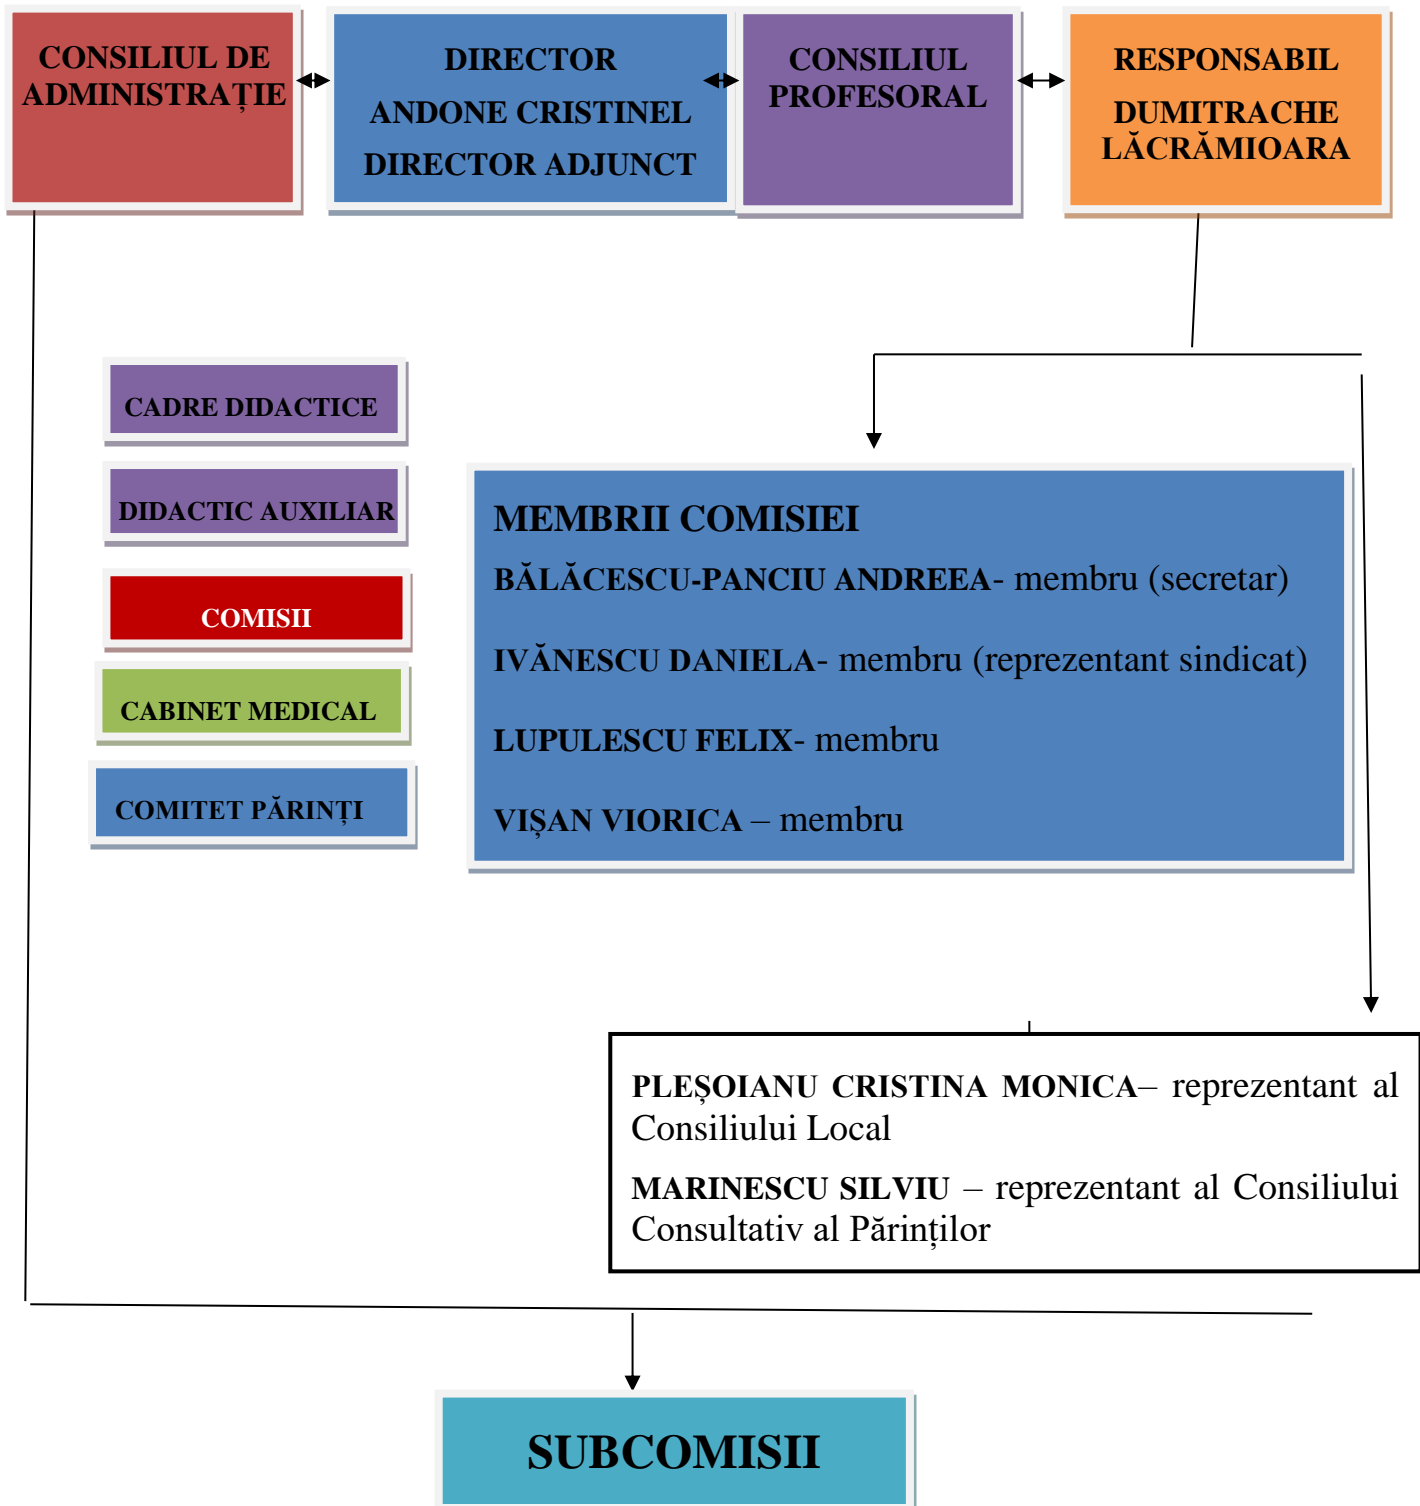 CONSILIUL DE
ADMINISTRAȚIE
DIRECTOR
ANDONE CRISTINEL
DIRECTOR ADJUNCT
CONSILIUL
PROFESORAL
RESPONSABIL
DUMITRACHE
LĂCRĂMIOARA
CADRE DIDACTICE
DIDACTIC AUXILIAR
COMISII
CABINET MEDICAL
COMITET PĂRINȚI
MEMBRII COMISIEI
BĂLĂCESCU-PANCIU ANDREEA- membru (secretar)
IVĂNESCU DANIELA- membru (reprezentant sindicat)
LUPULESCU FELIX- membru
VIȘAN VIORICA – membru
PLEȘOIANU CRISTINA MONICA– reprezentant al
Consiliului Local
MARINESCU SILVIU – reprezentant al Consiliului
Consultativ al Părinților
SUBCOMISII